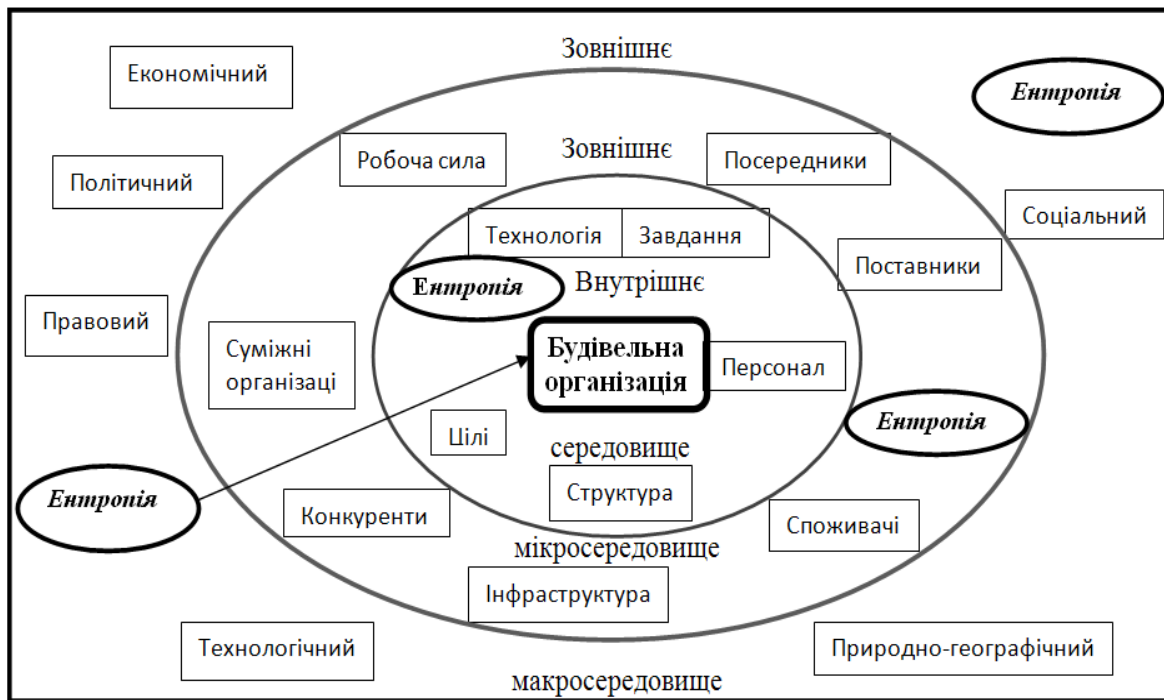 Зовнішнє
Економічний
Ентропія
Робоча сила
Зовнішнє
Посередники
Політичний
Соціальний
Технологія
Завдання
Поставники
Ентропія
Внутрішнє
Правовий
Суміжні
організаці
Будівельна
організація
Персонал
Ентропія
Цілі
середовище
Ентропія
Структура
Конкуренти
Споживачі
мікросередовище
Інфраструктура
Технологічний
Природно-географічний
макросередовище